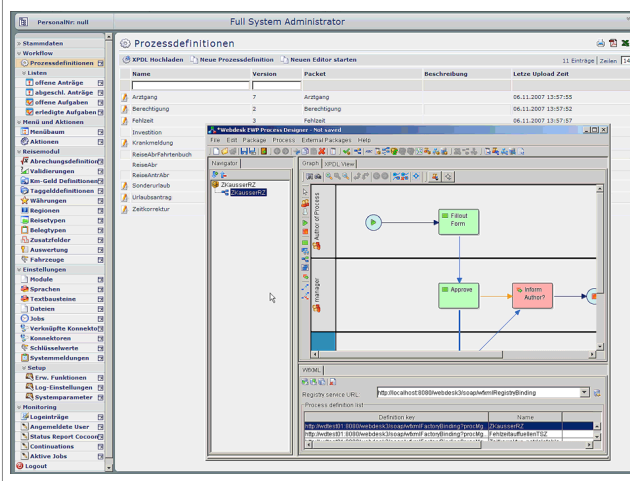 PersonalNr: null
Full System Administrator
Stammdaten
Workflow
Prozessdefinitionen
Listen
offene Anträge
abgeschl. Anträge
offene Aufgaben
erledigte Aufgaben
Menü und Aktionen
Menübaum
Aktionen
Reisemodul
Abrechungsdefinition
Validierungen
Km-Geld Definitionen
Taggelddefinitionen
Währungen
Regionen
Reisetypen
Belegtypen
Zusatzfelder
Auswertung
Fahrzeuge
Einstellungen
Module
Sprachen
Textbausteine
Dateien
Jobs
Verknüpfte Konnekto
Konnektoren
Schlüsselwerte
Systemmeldungen
Setup
Erw. Funktionen
Log-Einstellungen
Systemparameter
Monitoring
Logeinträge
Angemeldete User
Status Report Cocoon
Continuations
Aktive Jobs
Logout
Prozessdefinitionen
XPDL Hochladen Neue Prozessdefinition Neuen Editor starten
11 Einträge Zeilen 14
Name Version Packet Beschreibung Letze Upload Zeit
Arztgang 7 Arztgang 06.11.2007 13:57:55
Berechtigung 2 Berechtigung 06.11.2007 13:57:52
Fehlzeit 3 Fehlzeit 06.11.2007 13:57:57
Investition
Krankmeldung
ReiseAbrFahrtenbuch
ReiseAbr
ReiseAntrAbr
Sonderurlaub
Urlaubsantrag
Zeitkorrektur
*Webdesk EWP Process Designer - Not saved
File Edit Package Process External Packages Help
Navigator
ZKausserRZ
ZKausserRZ
Graph XPDL View
Author of Process
Fillout
Form
manager
Approve
Inform
Author?
WfXML
Registry service URL:
http://localhost:8080/webdesk3/soap/wfxmlRegistryBinding
Process definition list
Definition key Name
http://wdtest01:8080/webdesk3/soap/wfxmlFactoryBinding?proc.Mg... ZKausserRZ
http://wdtest01:8080/webdesk3/soap/wfxmlFactoryBinding?proc.Mg... FehlzeitauffuellenTSZ